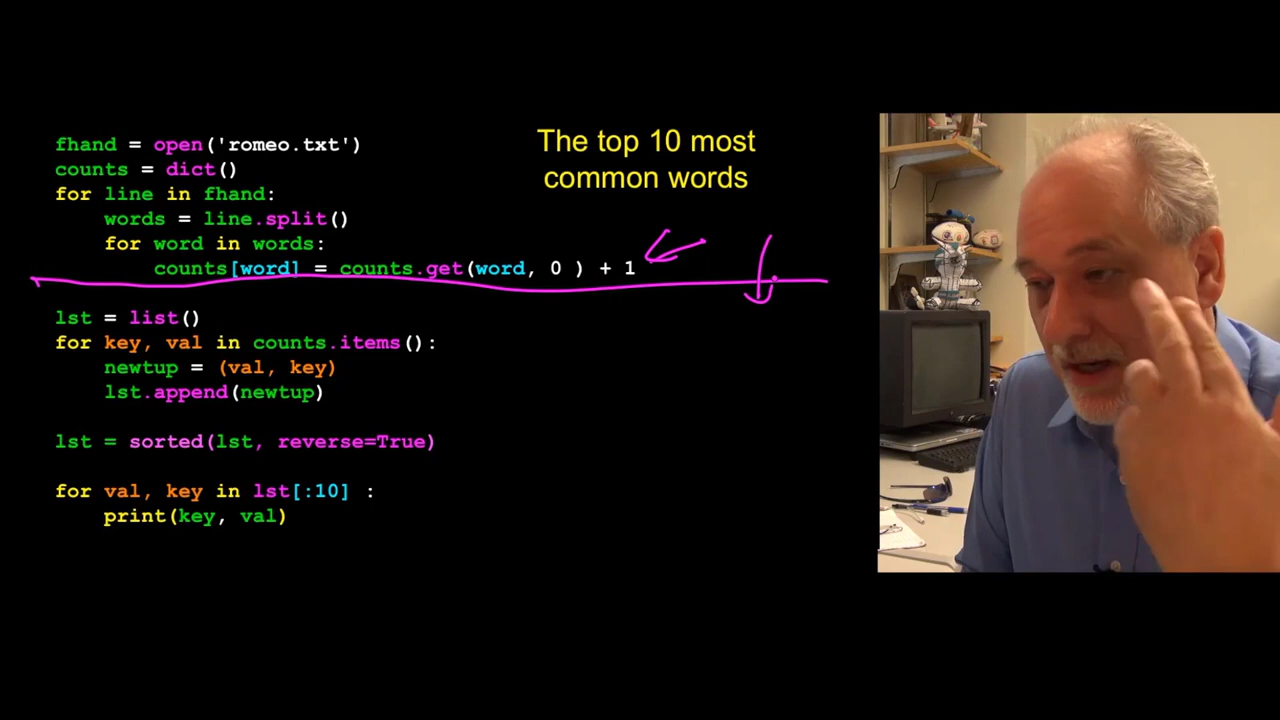 fhand = open('romeo.txt')
counts = dict()
for line in fhand:
    words = line.split()
    for word in words:
        counts[word] = counts.get(word, 0 ) + 1
lst = list()
for key, val in counts.items():
    newtup = (val, key)
    lst.append(newtup)
lst = sorted(lst, reverse=True)
for val, key in lst[:10] :
    print(key, val)
The top 10 most
common words